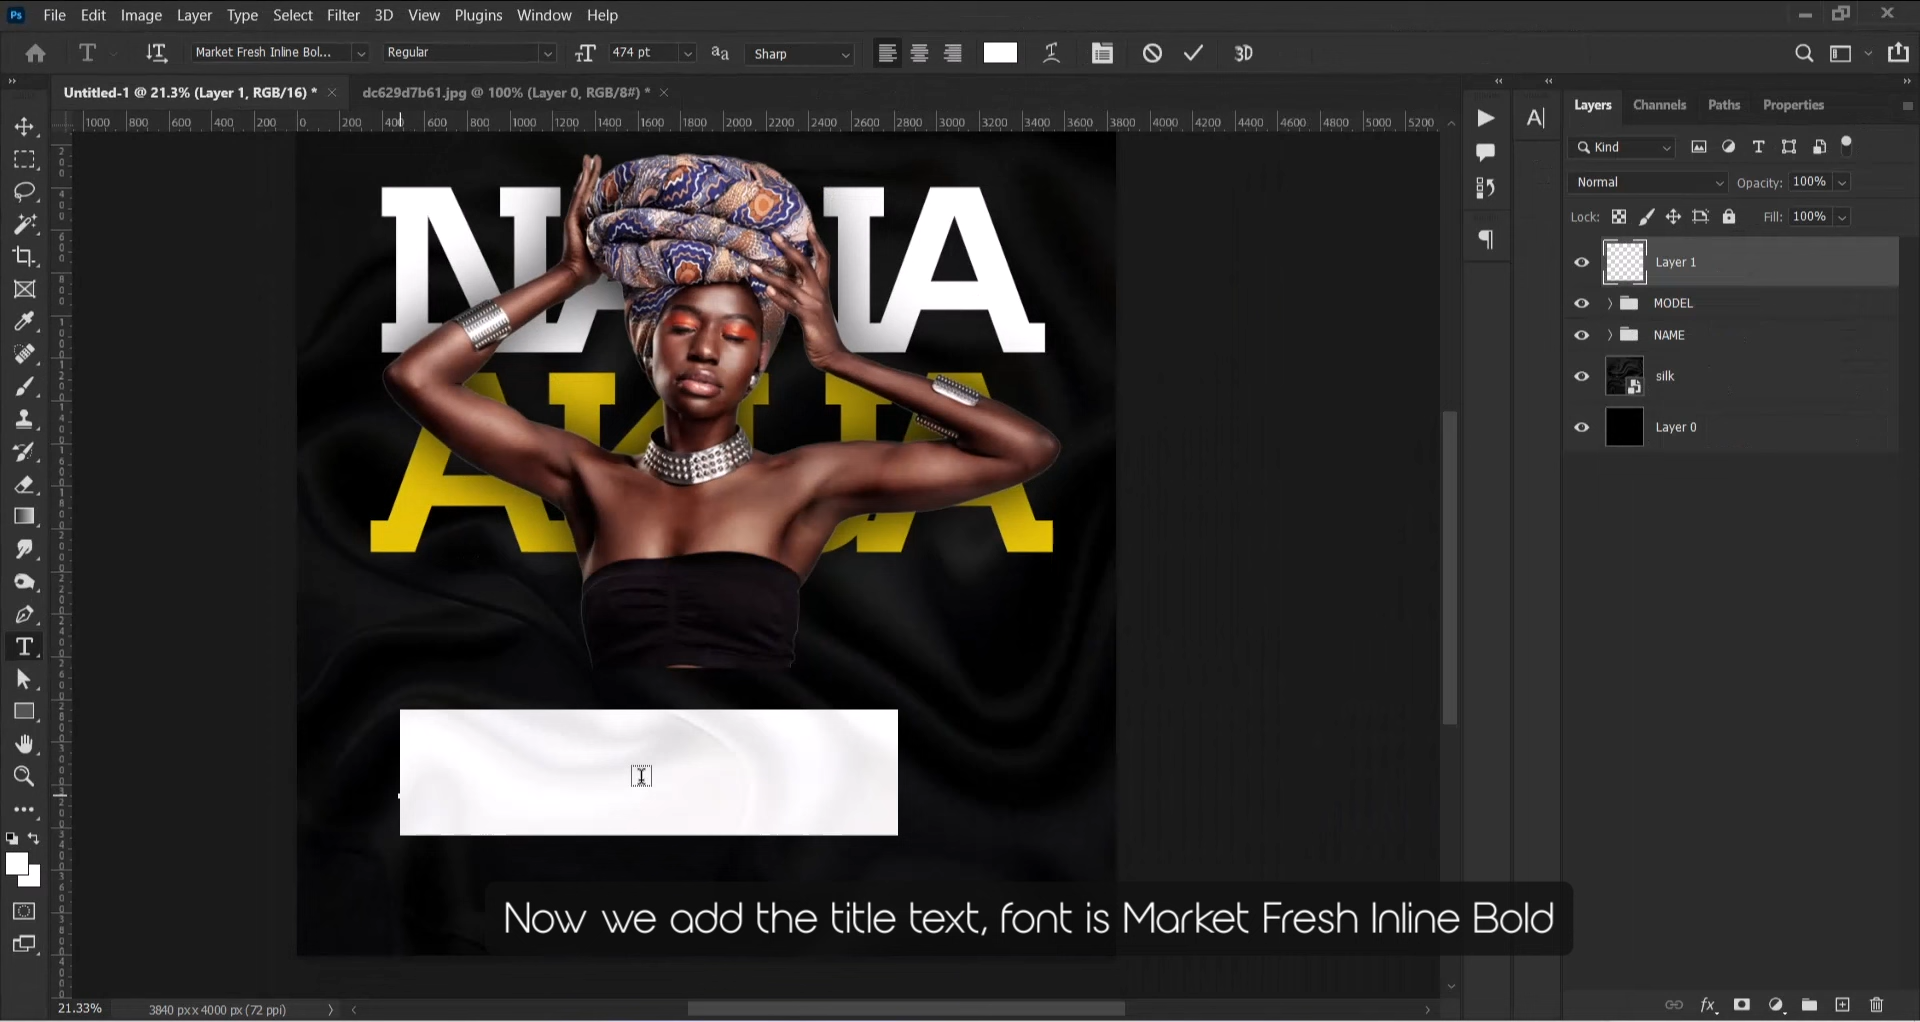 Ps File Edit Image Layer Type Select Filter 3D View Plugins Window Help
Market Fresh Inline Bol... Regular 474 pt aa Sharp 3D
Untitled-1 @ 21.3% (Layer 1, RGB/16) * × dc629d7b61.jpg @ 100% (Layer 0, RGB/8#) * ×
1000 800 600 400 200 0 200 400 600 800 1000 1200 1400 1600 1800 2000 2200 2400 2600 2800 3000 3200 3400 3600 3800 4000 4200 4400 4600 4800 5000 5200
Layers Channels Paths Properties
Kind
Normal Opacity: 100%
Lock: Fill: 100%
Layer 1
MODEL
NAME
silk
Layer 0
Now we add the title text, font is Market Fresh Inline Bold
21.33% 3840 px x 4000 px (72 ppi)